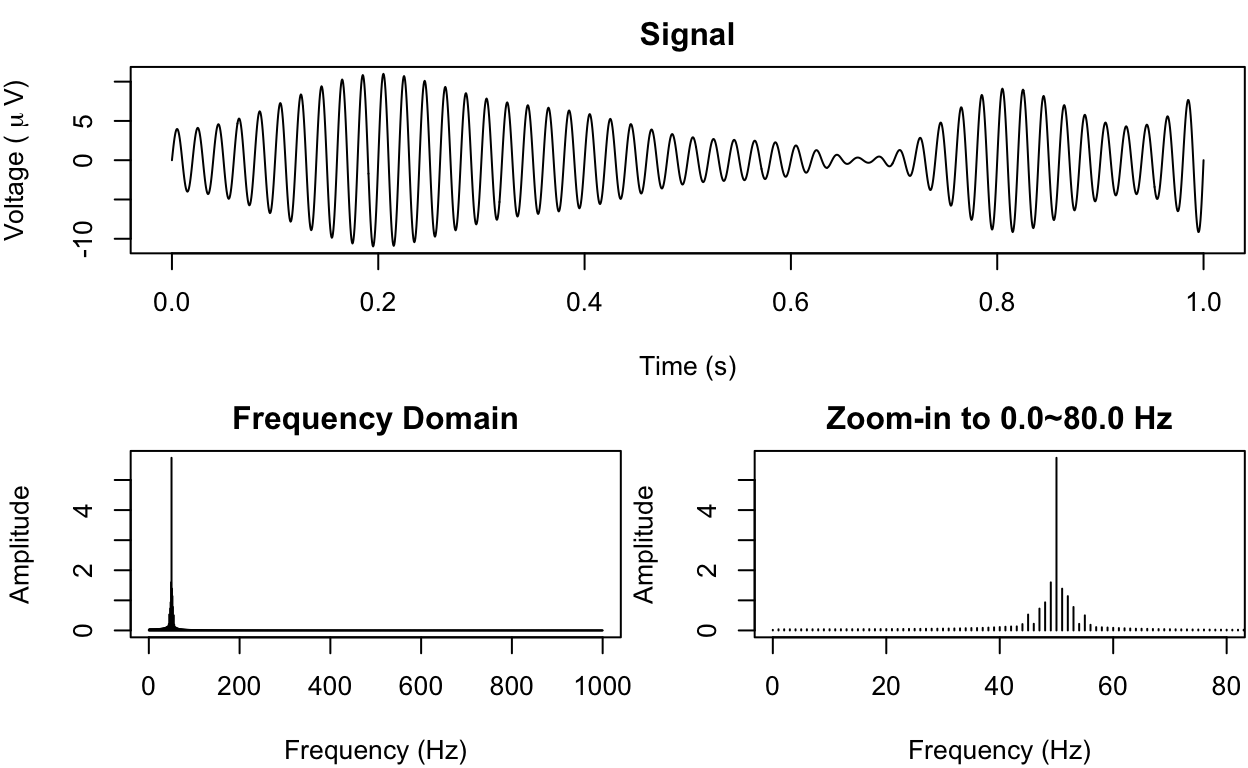 Signal
Voltage ( μ V)
5
0
-10
0.0 0.2 0.4 0.6 0.8 1.0
Time (s)
Frequency Domain
Amplitude
4
2
0
0 200 400 600 800 1000
Frequency (Hz)
Zoom-in to 0.0~80.0 Hz
Amplitude
4
2
0
0 20 40 60 80
Frequency (Hz)